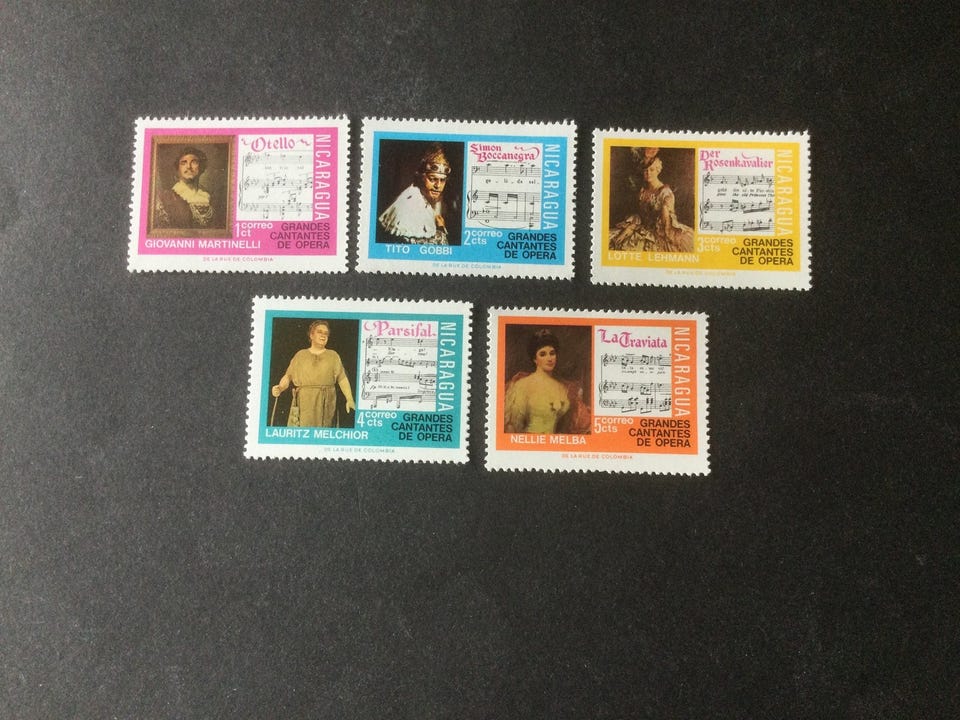 Otello
NICARAGUA
1 correo
ct
GRANDES
CANTANTES
DE OPERA
GIOVANNI MARTINELLI
DE LA RUE DE COLOMBIA
Simon
Boccanegra
NICARAGUA
ge - li - da sal
2 correo
cts
GRANDES
CANTANTES
DE OPERA
TITO GOBBI
DE LA RUE DE COLOMBIA
Der
Rosenkavalier
NICARAGUA
3 correo
cts
GRANDES
CANTANTES
DE OPERA
LOTTE LEHMANN
DE LA RUE DE COLOMBIA
Parsifal
NICARAGUA
4 correo
cts
GRANDES
CANTANTES
DE OPERA
LAURITZ MELCHIOR
DE LA RUE DE COLOMBIA
La Traviata
NICARAGUA
5 correo
cts
GRANDES
CANTANTES
DE OPERA
NELLIE MELBA
DE LA RUE DE COLOMBIA